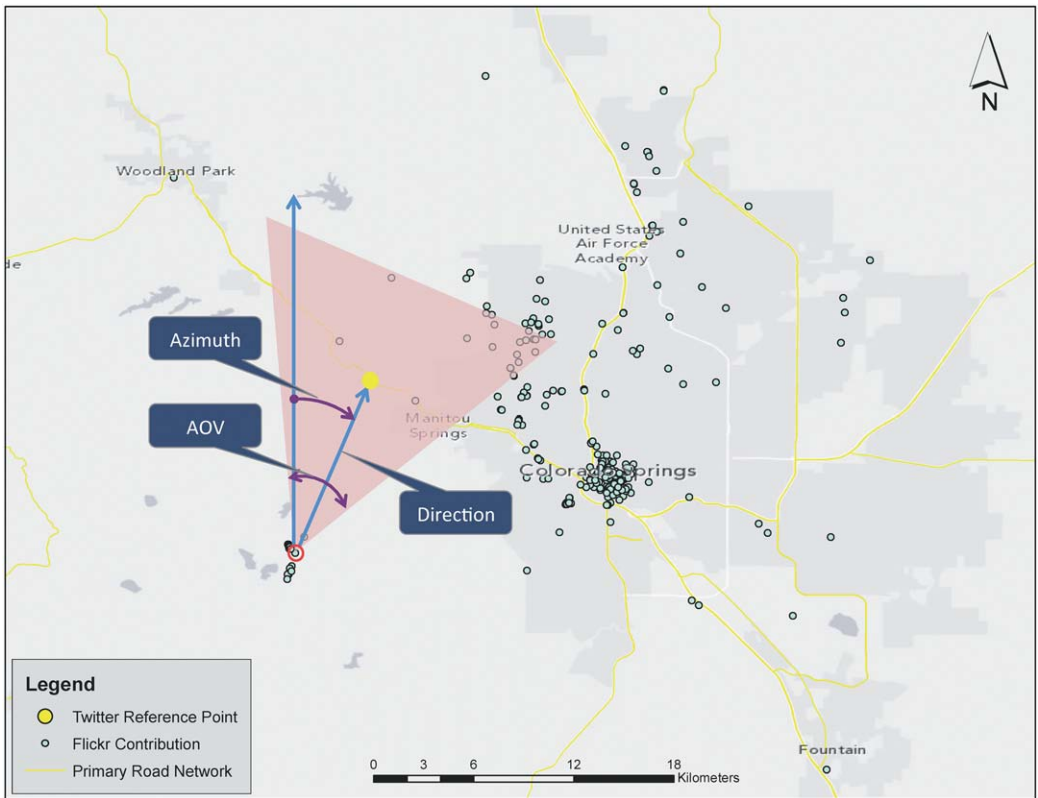 N
Woodland Park
United States
Air Force
Academy
de
Azimuth
AOV
Manitou
Springs
Colorado Springs
Direction
Legend
Twitter Reference Point
Flickr Contribution
Primary Road Network
Fountain
0 3 6 12 18
Kilometers